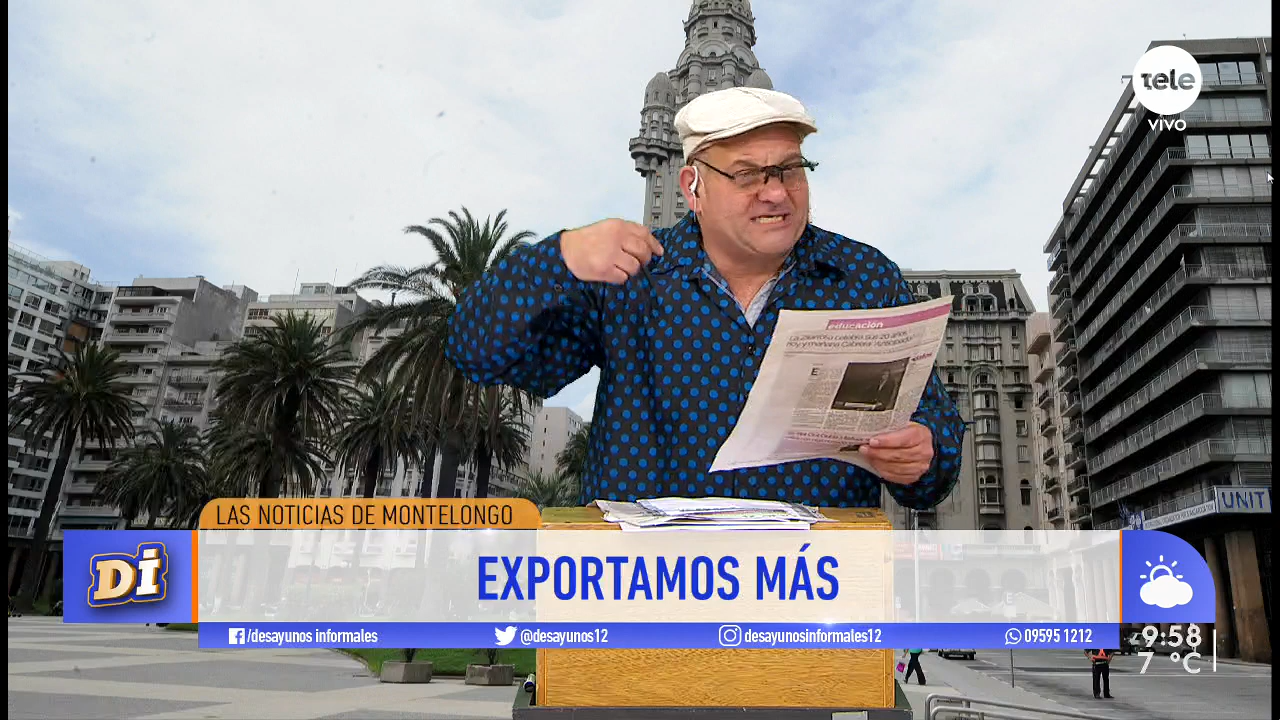 tele
VIVO
educación
UNIT
LAS NOTICIAS DE MONTELONGO
Di
EXPORTAMOS MÁS
/desayunos informales
@desayunos12
desayunosinformales12
09595 1212
9:58
7 °C